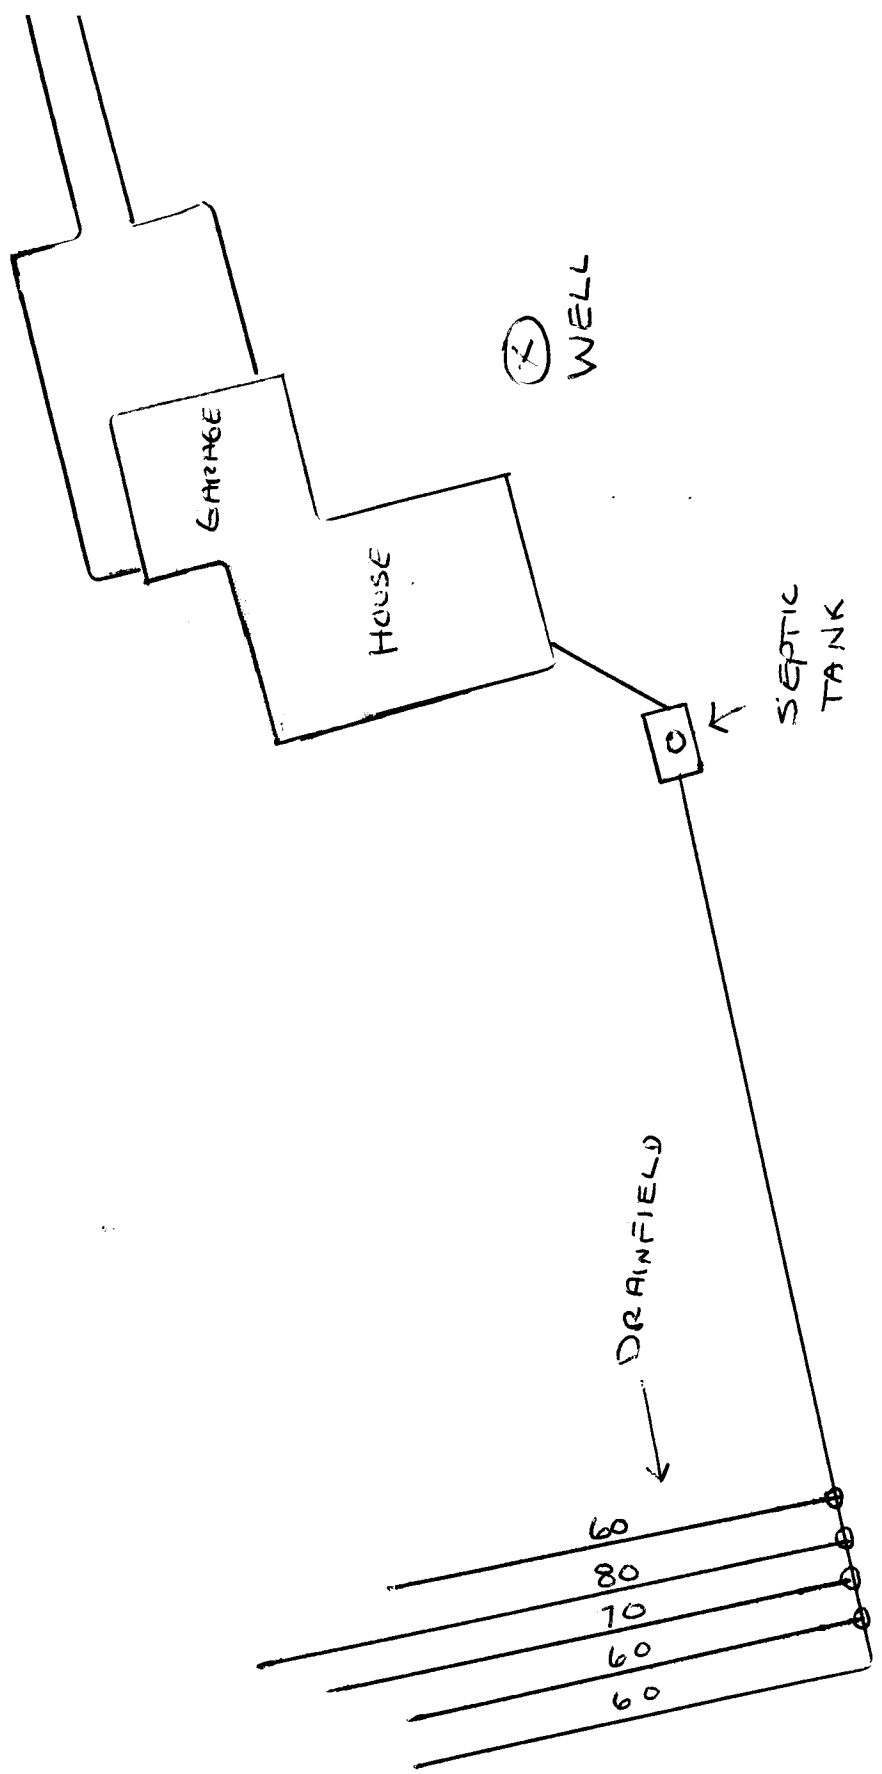 GARAGE
HOUSE
X
WELL
SEPTIC
TANK
DRAINFIELD
60
80
70
60
60